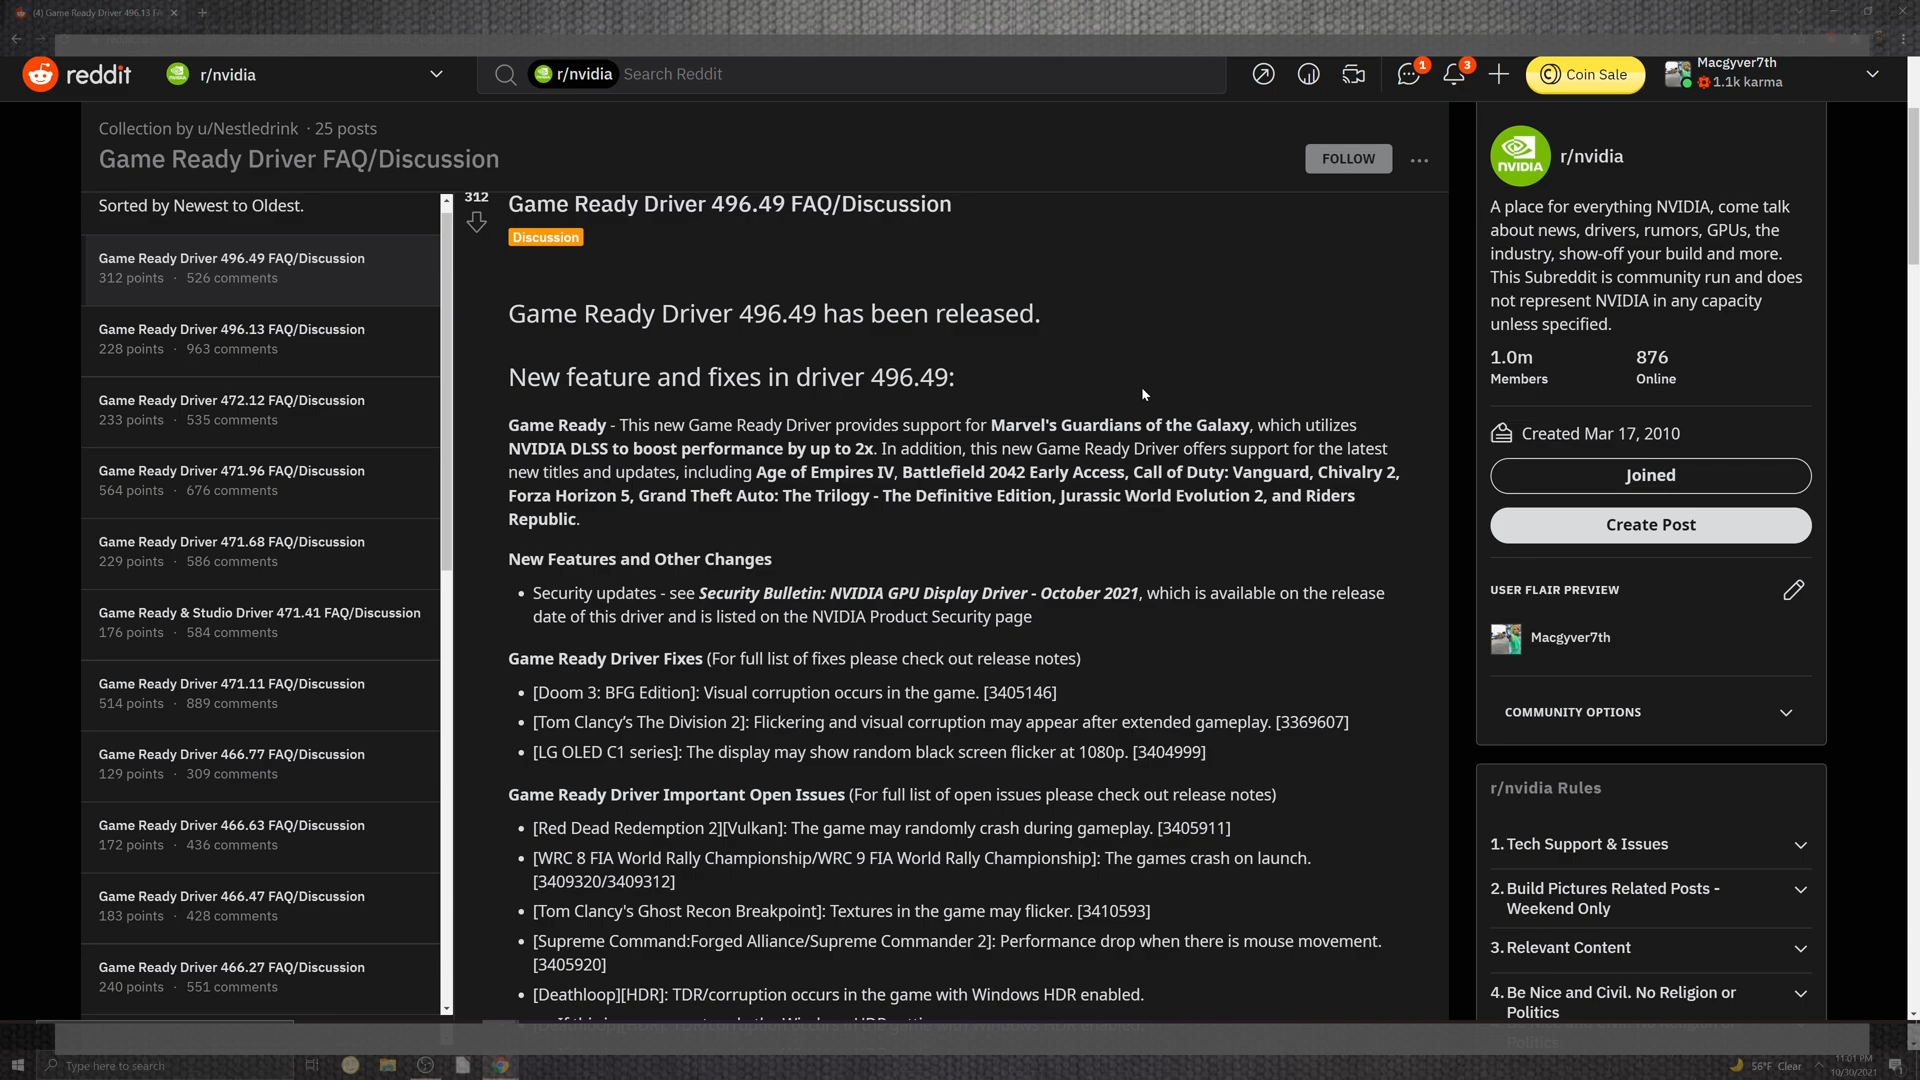 (4) Game Ready Driver 496.13 FA
reddit
r/nvidia
r/nvidia Search Reddit
1
3
Coin Sale
Macgyver7th
1.1k karma
Collection by u/Nestledrink · 25 posts
Game Ready Driver FAQ/Discussion
FOLLOW
Sorted by Newest to Oldest.
Game Ready Driver 496.49 FAQ/Discussion
312 points · 526 comments
Game Ready Driver 496.13 FAQ/Discussion
228 points · 963 comments
Game Ready Driver 472.12 FAQ/Discussion
233 points · 535 comments
Game Ready Driver 471.96 FAQ/Discussion
564 points · 676 comments
Game Ready Driver 471.68 FAQ/Discussion
229 points · 586 comments
Game Ready & Studio Driver 471.41 FAQ/Discussion
176 points · 584 comments
Game Ready Driver 471.11 FAQ/Discussion
514 points · 889 comments
Game Ready Driver 466.77 FAQ/Discussion
129 points · 309 comments
Game Ready Driver 466.63 FAQ/Discussion
172 points · 436 comments
Game Ready Driver 466.47 FAQ/Discussion
183 points · 428 comments
Game Ready Driver 466.27 FAQ/Discussion
240 points · 551 comments
312
Game Ready Driver 496.49 FAQ/Discussion
Discussion
Game Ready Driver 496.49 has been released.
New feature and fixes in driver 496.49:
Game Ready - This new Game Ready Driver provides support for Marvel's Guardians of the Galaxy, which utilizes
NVIDIA DLSS to boost performance by up to 2x. In addition, this new Game Ready Driver offers support for the latest
new titles and updates, including Age of Empires IV, Battlefield 2042 Early Access, Call of Duty: Vanguard, Chivalry 2,
Forza Horizon 5, Grand Theft Auto: The Trilogy - The Definitive Edition, Jurassic World Evolution 2, and Riders
Republic.
New Features and Other Changes
• Security updates - see Security Bulletin: NVIDIA GPU Display Driver - October 2021, which is available on the release
date of this driver and is listed on the NVIDIA Product Security page
Game Ready Driver Fixes (For full list of fixes please check out release notes)
• [Doom 3: BFG Edition]: Visual corruption occurs in the game. [3405146]
• [Tom Clancy’s The Division 2]: Flickering and visual corruption may appear after extended gameplay. [3369607]
• [LG OLED C1 series]: The display may show random black screen flicker at 1080p. [3404999]
Game Ready Driver Important Open Issues (For full list of open issues please check out release notes)
• [Red Dead Redemption 2][Vulkan]: The game may randomly crash during gameplay. [3405911]
• [WRC 8 FIA World Rally Championship/WRC 9 FIA World Rally Championship]: The games crash on launch.
[3409320/3409312]
• [Tom Clancy's Ghost Recon Breakpoint]: Textures in the game may flicker. [3410593]
• [Supreme Command:Forged Alliance/Supreme Commander 2]: Performance drop when there is mouse movement.
[3405920]
• [Deathloop][HDR]: TDR/corruption occurs in the game with Windows HDR enabled.
NVIDIA
r/nvidia
A place for everything NVIDIA, come talk
about news, drivers, rumors, GPUs, the
industry, show-off your build and more.
This Subreddit is community run and does
not represent NVIDIA in any capacity
unless specified.
1.0m
Members
876
Online
Created Mar 17, 2010
Joined
Create Post
USER FLAIR PREVIEW
Macgyver7th
COMMUNITY OPTIONS
r/nvidia Rules
1. Tech Support & Issues
2. Build Pictures Related Posts -
Weekend Only
3. Relevant Content
4. Be Nice and Civil. No Religion or
Politics
Type here to search
56°F Clear
11:01 PM
10/30/2021